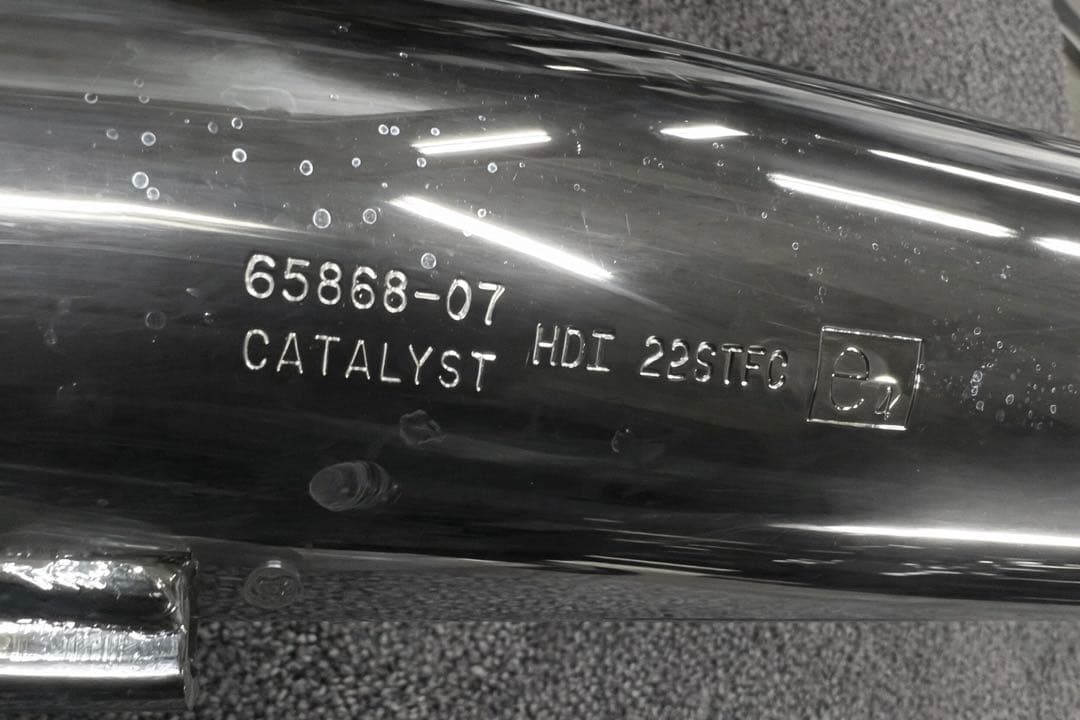 65868-07
CATALYST
HDI 22STFC
e4